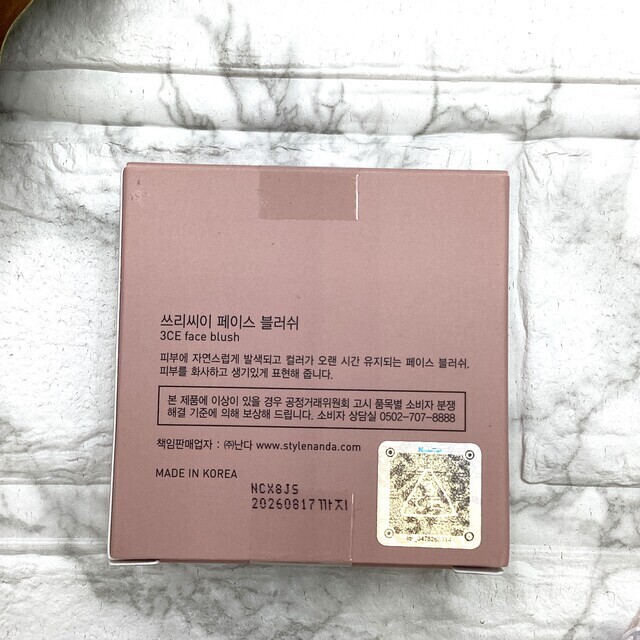 쓰리씨이 페이스 블러쉬
3CE face blush
피부에 자연스럽게 발색되고 컬러가 오랜 시간 유지되는 페이스 블러쉬.
피부를 화사하고 생기있게 표현해 줍니다.
본 제품에 이상이 있을 경우 공정거래위원회 고시 품목별 소비자 분쟁
해결 기준에 의해 보상해 드립니다. 소비자 상담실 0502-707-8888
책임판매업자 : ㈜난다 www.stylenanda.com
MADE IN KOREA
NCX8JS
20260817까지